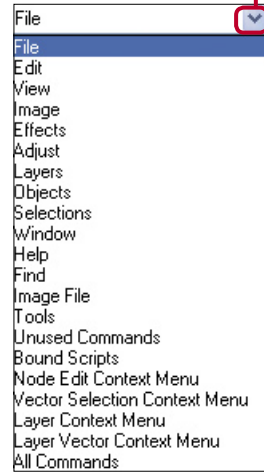 File
File
Edit
View
Image
Effects
Adjust
Layers
Objects
Selections
Window
Help
Find
Image File
Tools
Unused Commands
Bound Scripts
Node Edit Context Menu
Vector Selection Context Menu
Layer Context Menu
Layer Vector Context Menu
All Commands